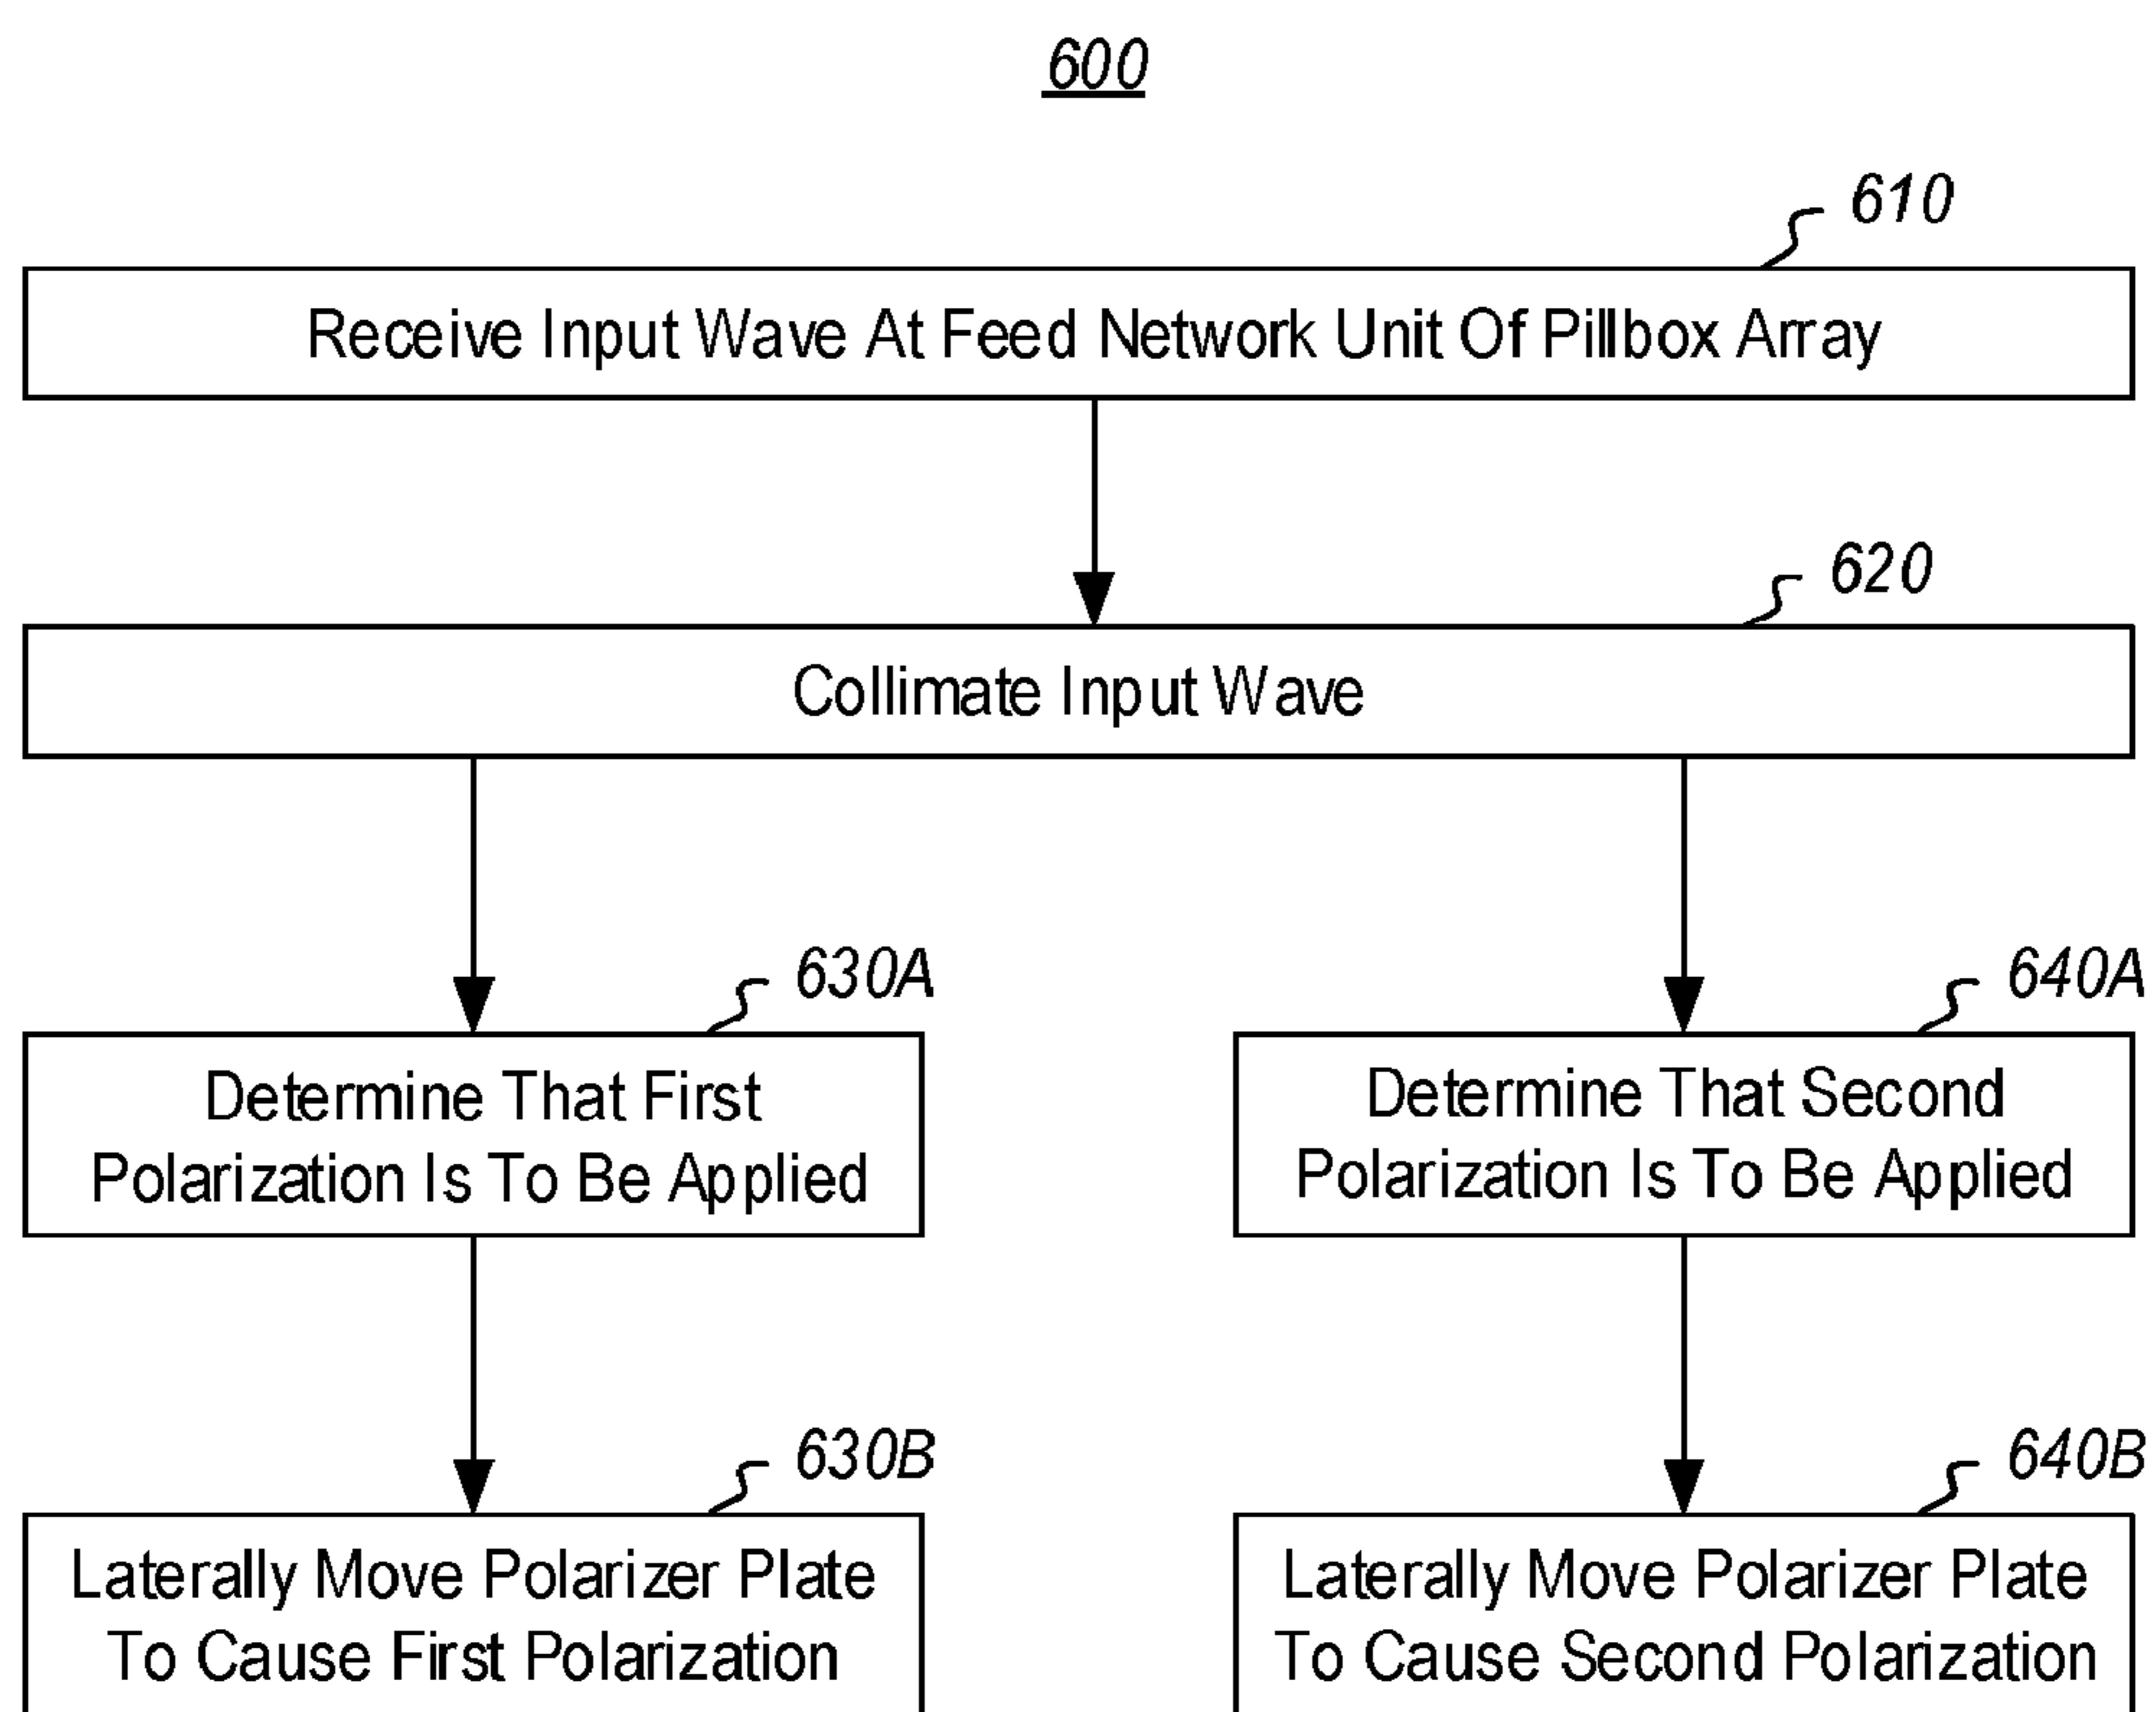 600
610
Receive Input Wave At Feed Network Unit Of Pillbox Array
620
Collimate Input Wave
630A
Determine That First
Polarization Is To Be Applied
640A
Determine That Second
Polarization Is To Be Applied
630B
Laterally Move Polarizer Plate
To Cause First Polarization
640B
Laterally Move Polarizer Plate
To Cause Second Polarization